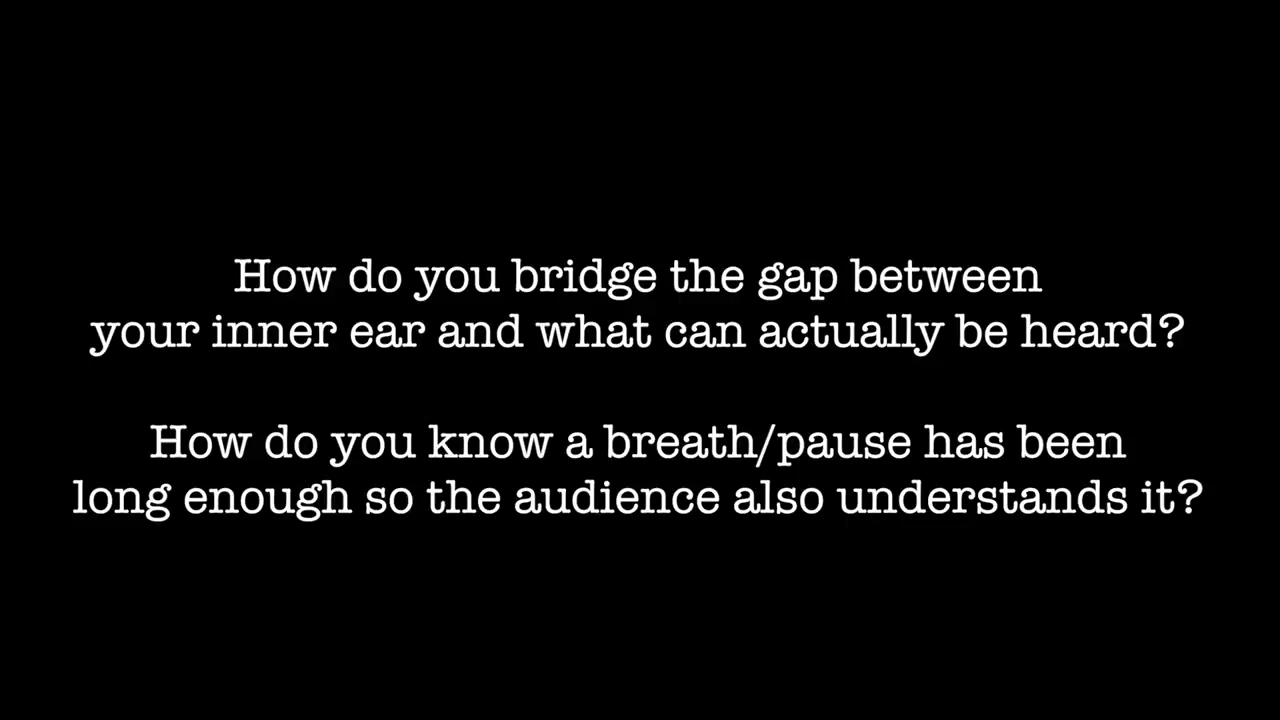 How do you bridge the gap between
your inner ear and what can actually be heard?
How do you know a breath/pause has been
long enough so the audience also understands it?